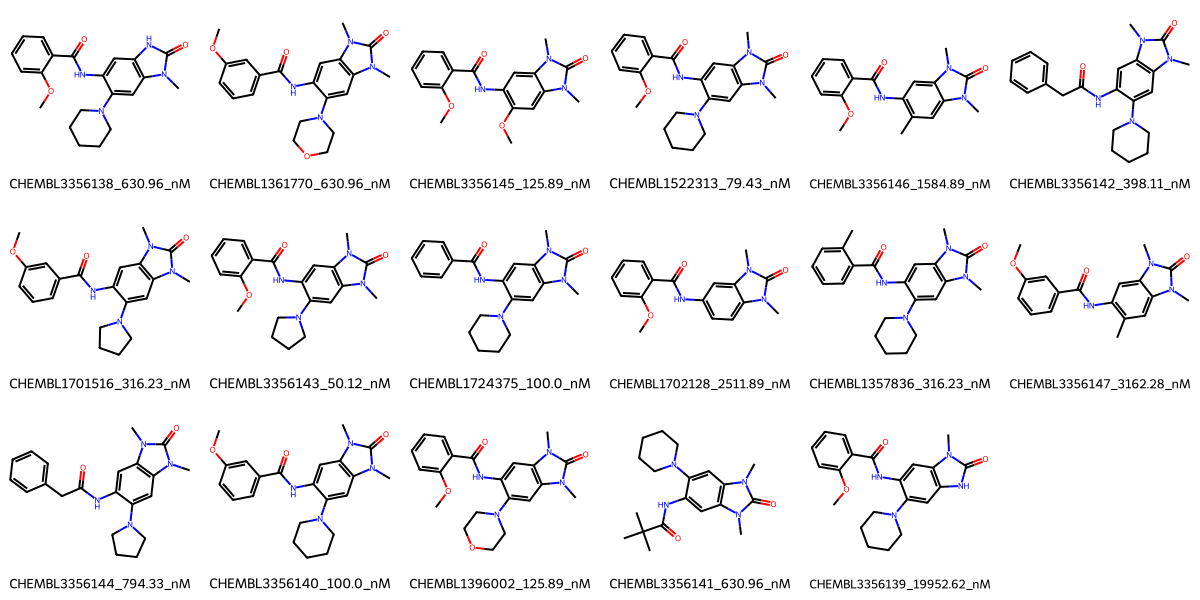 CHEMBL3356138_630.96_nM
CHEMBL1361770_630.96_nM
CHEMBL3356145_125.89_nM
CHEMBL1522313_79.43_nM
CHEMBL3356146_1584.89_nM
CHEMBL3356142_398.11_nM
CHEMBL1701516_316.23_nM
CHEMBL3356143_50.12_nM
CHEMBL1724375_100.0_nM
CHEMBL1702128_2511.89_nM
CHEMBL1357836_316.23_nM
CHEMBL3356147_3162.28_nM
CHEMBL3356144_794.33_nM
CHEMBL3356140_100.0_nM
CHEMBL1396002_125.89_nM
CHEMBL3356141_630.96_nM
CHEMBL3356139_19952.62_nM